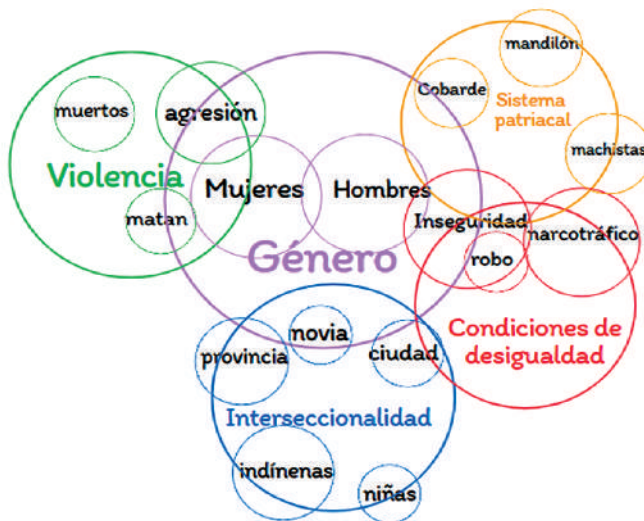 mandilón
Cobarde
Sistema
patriacal
muertos
agresión
machistas
Violencia
Mujeres
Hombres
matan
Inseguridad
narcotráfico
Género
robo
novia
provincia
ciudad
Condiciones de
desigualdad
Interseccionalidad
indínenas
niñas